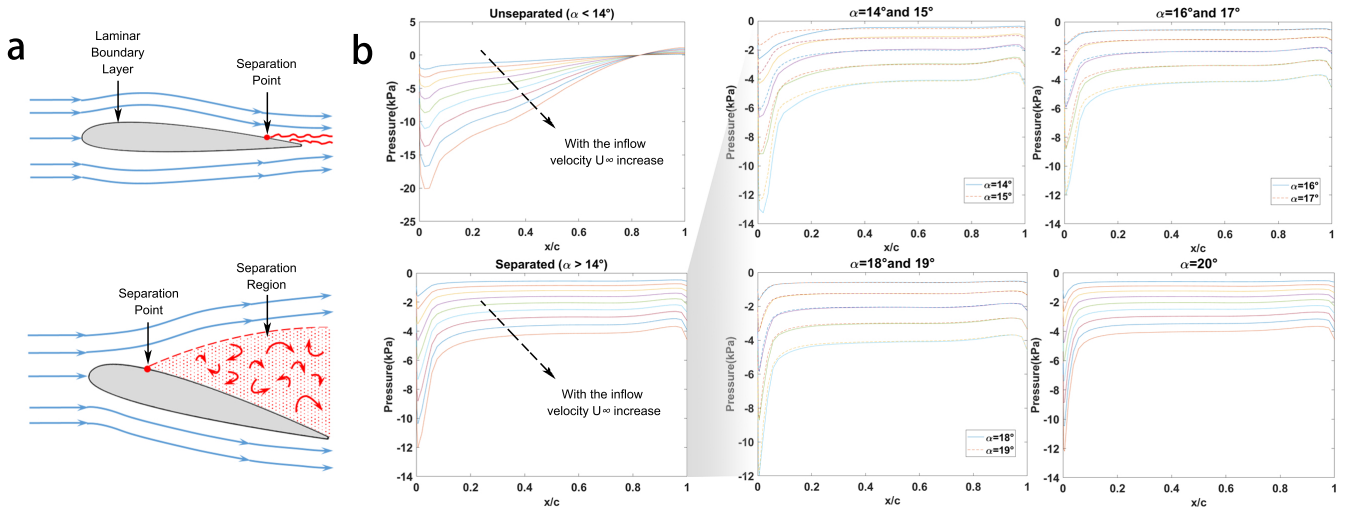 a
Laminar
Boundary
Layer
Separation
Point
Separation
Point
Separation
Region
b
Unseparated (α < 14°)
Pressure(kPa)
5
0
-5
-10
-15
-20
-25
With the inflow
velocity U∞ increase
0 0.2 0.4 0.6 0.8 1
x/c
α=14°and 15°
Pressure(kPa)
0
-2
-4
-6
-8
-10
-12
-14
α=14°
α=15°
0 0.2 0.4 0.6 0.8 1
x/c
α=16°and 17°
Pressure(kPa)
0
-2
-4
-6
-8
-10
-12
-14
α=16°
α=17°
0 0.2 0.4 0.6 0.8 1
x/c
Separated (α > 14°)
Pressure(kPa)
0
-2
-4
-6
-8
-10
-12
-14
With the inflow
velocity U∞ increase
0 0.2 0.4 0.6 0.8 1
x/c
α=18°and 19°
Pressure(kPa)
0
-2
-4
-6
-8
-10
-12
α=18°
α=19°
0 0.2 0.4 0.6 0.8 1
x/c
α=20°
Pressure(kPa)
0
-2
-4
-6
-8
-10
-12
-14
0 0.2 0.4 0.6 0.8 1
x/c